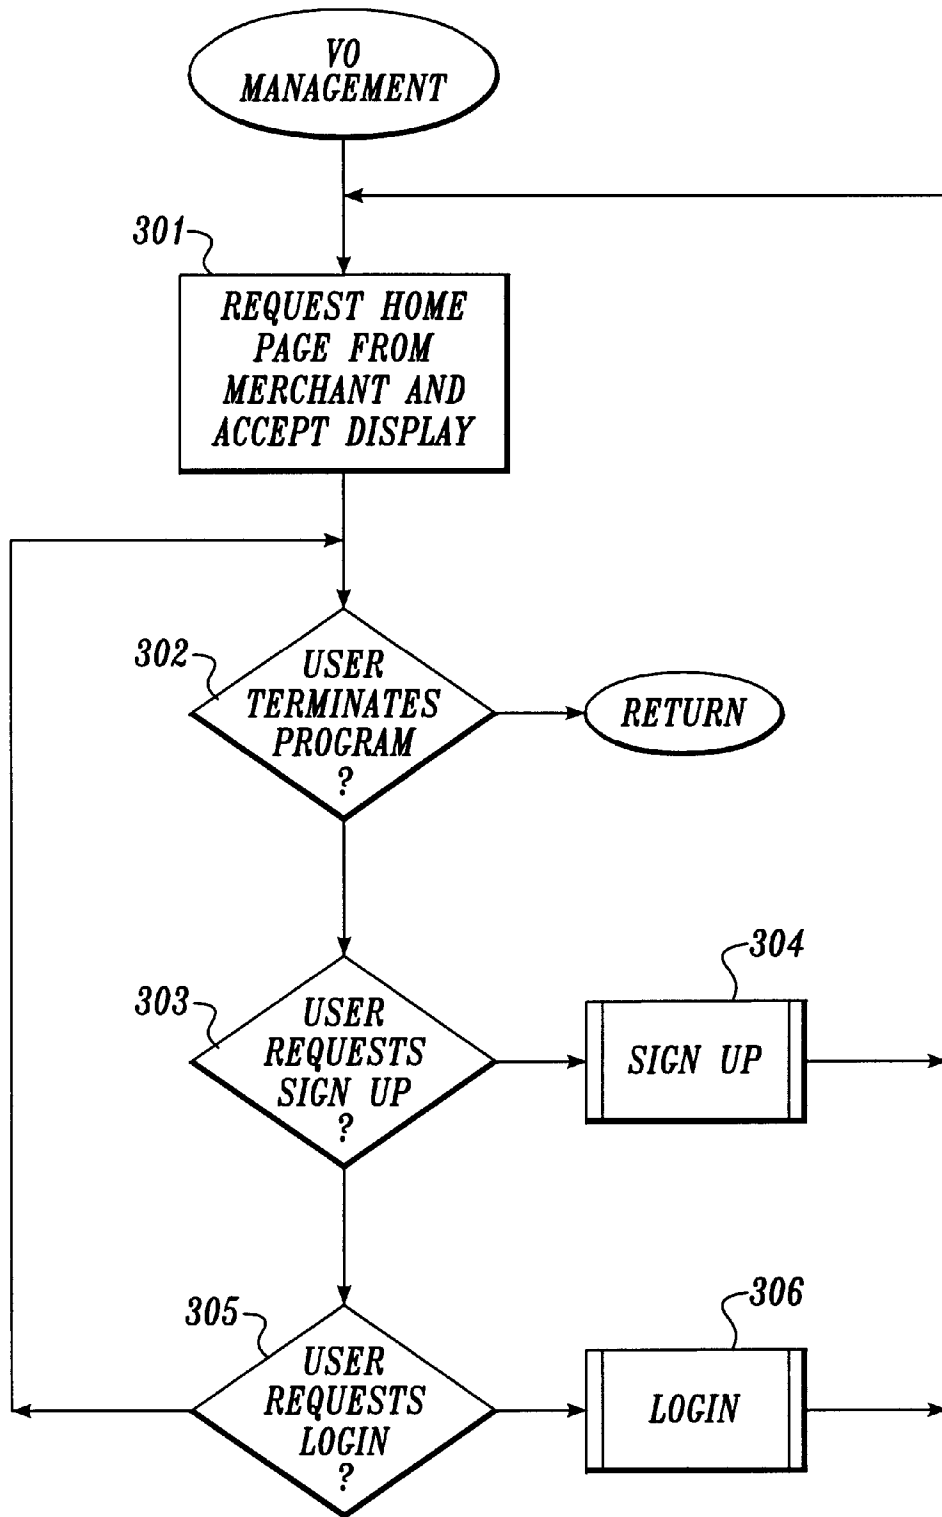 VO
MANAGEMENT
301
REQUEST HOME
PAGE FROM
MERCHANT AND
ACCEPT DISPLAY
302
USER
TERMINATES
PROGRAM
?
RETURN
303
USER
REQUESTS
SIGN UP
?
304
SIGN UP
305
USER
REQUESTS
LOGIN
?
306
LOGIN